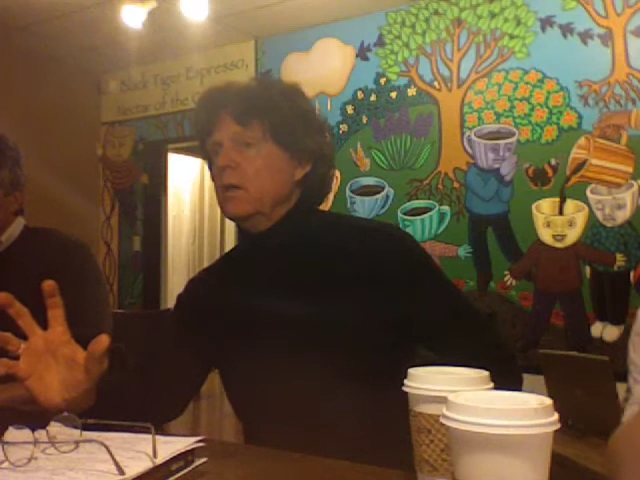 Black Tiger Espresso,
Nectar of the